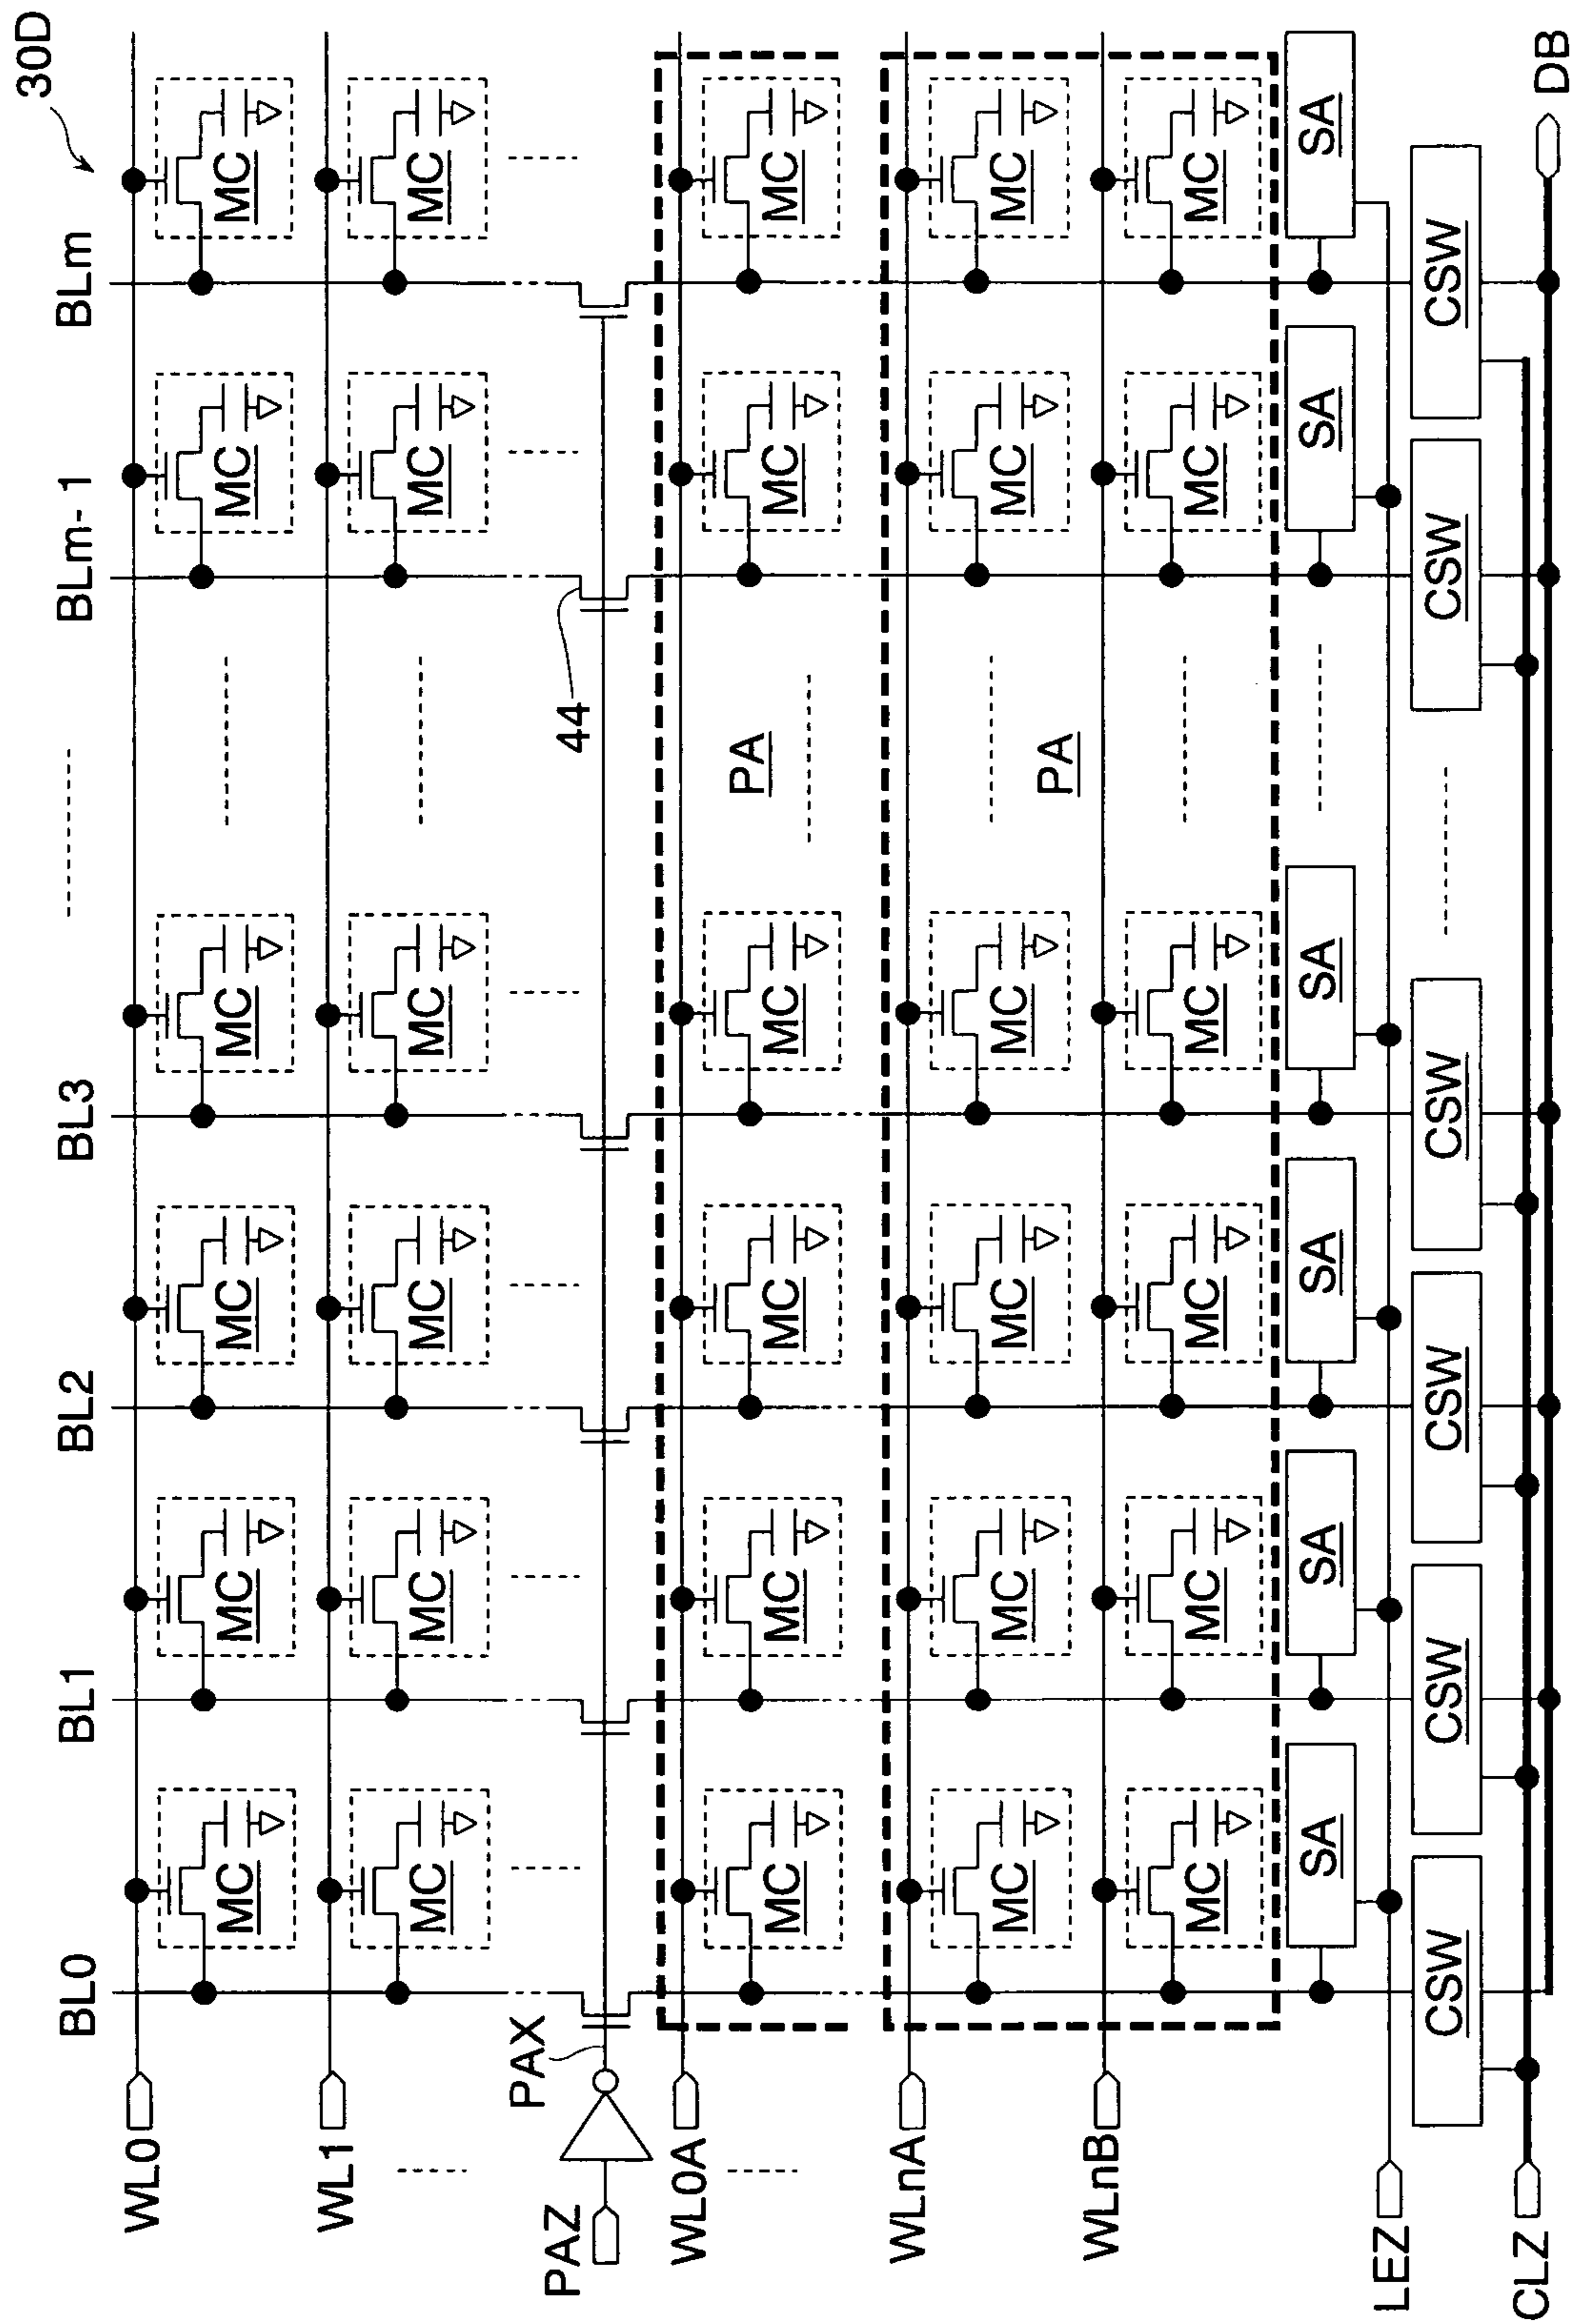 30D
BL0 BL1 BL2 BL3 BLm-1 BLm
WL0
MC MC MC MC MC MC
WL1
MC MC MC MC MC MC
44
PAZ PAX
WL0A
MC MC MC MC PA MC MC
WLnA
MC MC MC MC MC MC
PA
WLnB
MC MC MC MC MC MC
SA SA SA SA SA SA
LEZ
CSW CSW CSW CSW CSW CSW
CLZ
DB